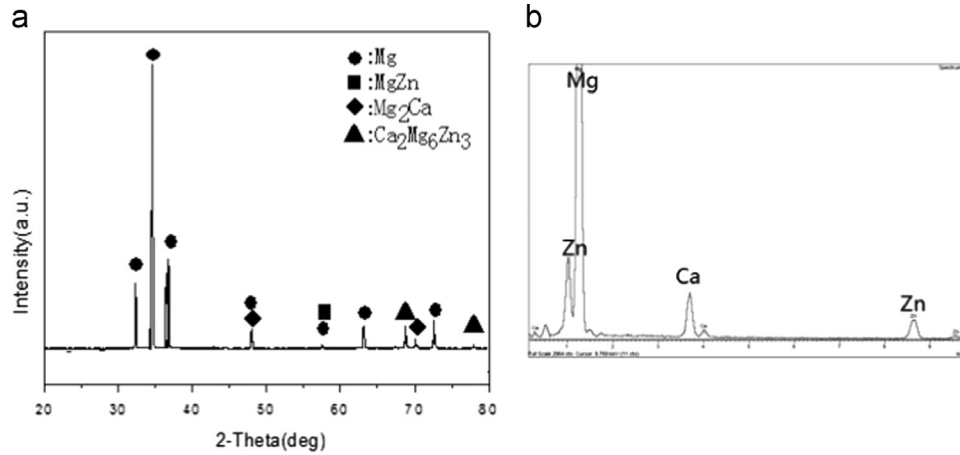 a
●:Mg
■:MgZn
◆:Mg2Ca
▲:Ca2Mg6Zn3
Intensity(a.u.)
20 30 40 50 60 70 80
2-Theta(deg)
b
Spectrum
Mg
Zn
Ca
Zn